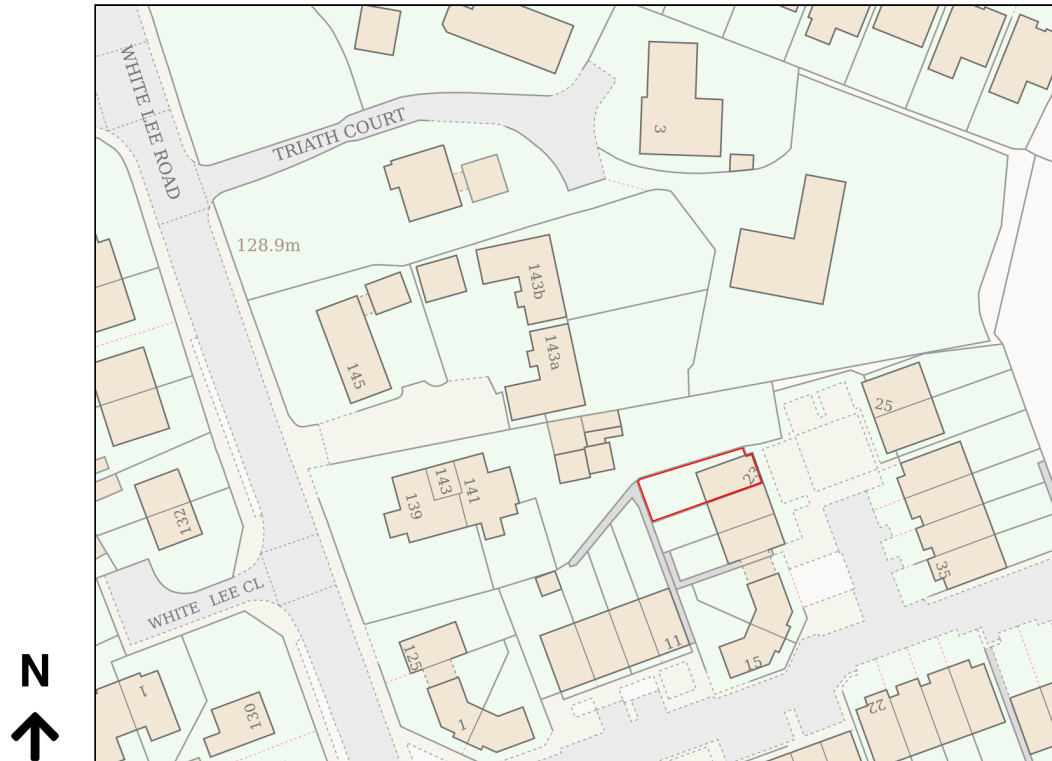 WHITE LEE ROAD
TRIATH COURT
3
128.9m
143b
143a
145
25
23
143
141
139
132
35
WHITE LEE CL
11
125
15
1
1
130
22
N